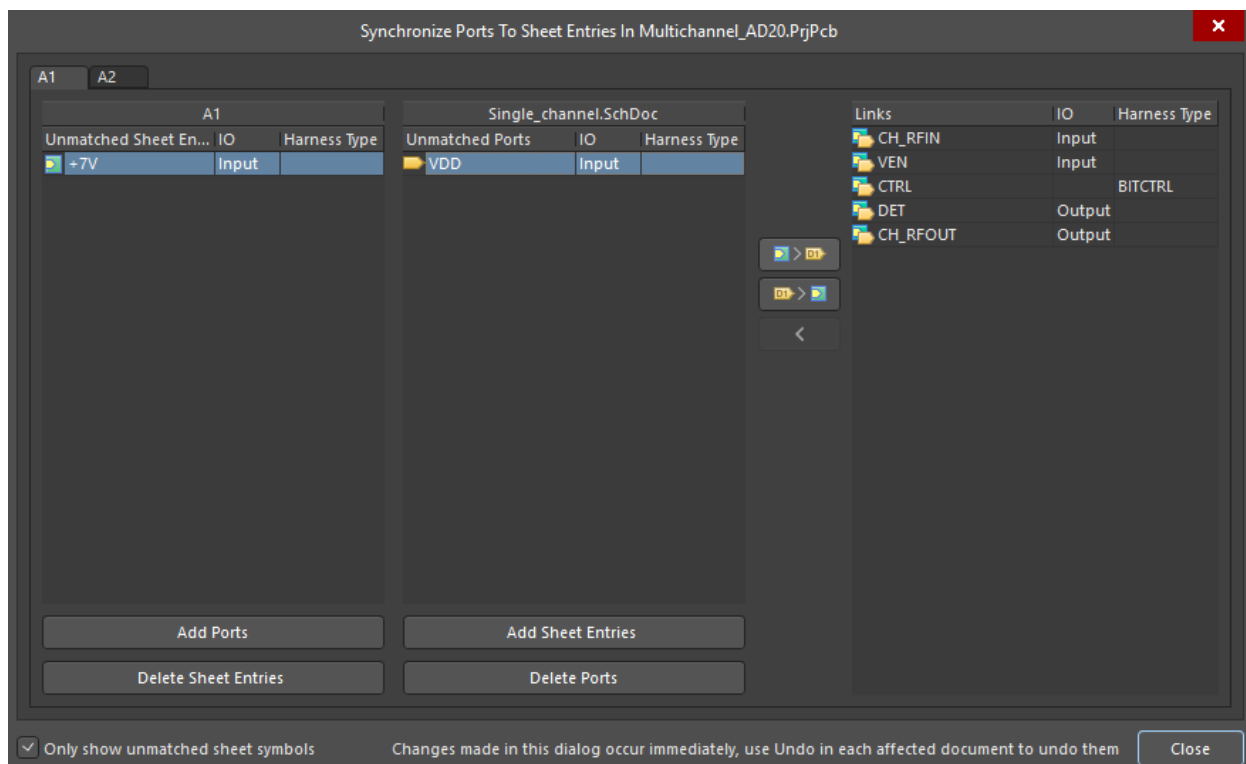 Synchronize Ports To Sheet Entries In Multichannel_AD20.PrjPcb
A1 A2
A1 Single_channel.SchDoc Links IO Harness Type
Unmatched Sheet En... IO Harness Type Unmatched Ports IO Harness Type
CH_RFIN Input
+7V Input VDD Input VEN Input
CTRL BITCTRL
DET Output
CH_RFOUT Output
D1
D1
Add Ports Add Sheet Entries
Delete Sheet Entries Delete Ports
Only show unmatched sheet symbols Changes made in this dialog occur immediately, use Undo in each affected document to undo them Close